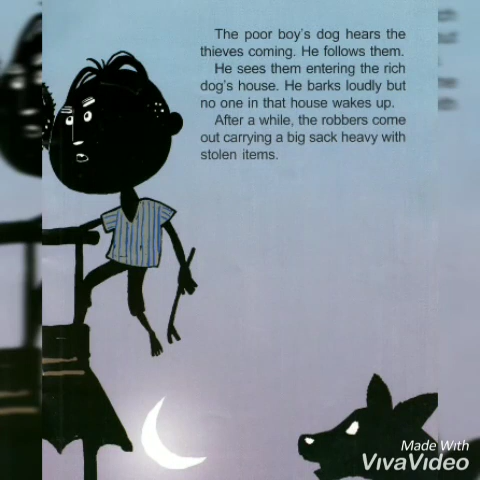 The poor boy's dog hears the
thieves coming. He follows them.
He sees them entering the rich
dog's house. He barks loudly but
no one in that house wakes up.
After a while, the robbers come
out carrying a big sack heavy with
stolen items.
Made With
VivaVideo